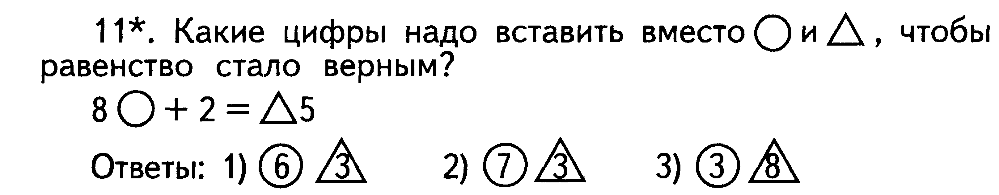 11*. Какие цифры надо вставить вместо ◯ и △, чтобы
равенство стало верным?
8 ◯ + 2 = △5
Ответы: 1) 6 3 2) 7 3 3) 3 8